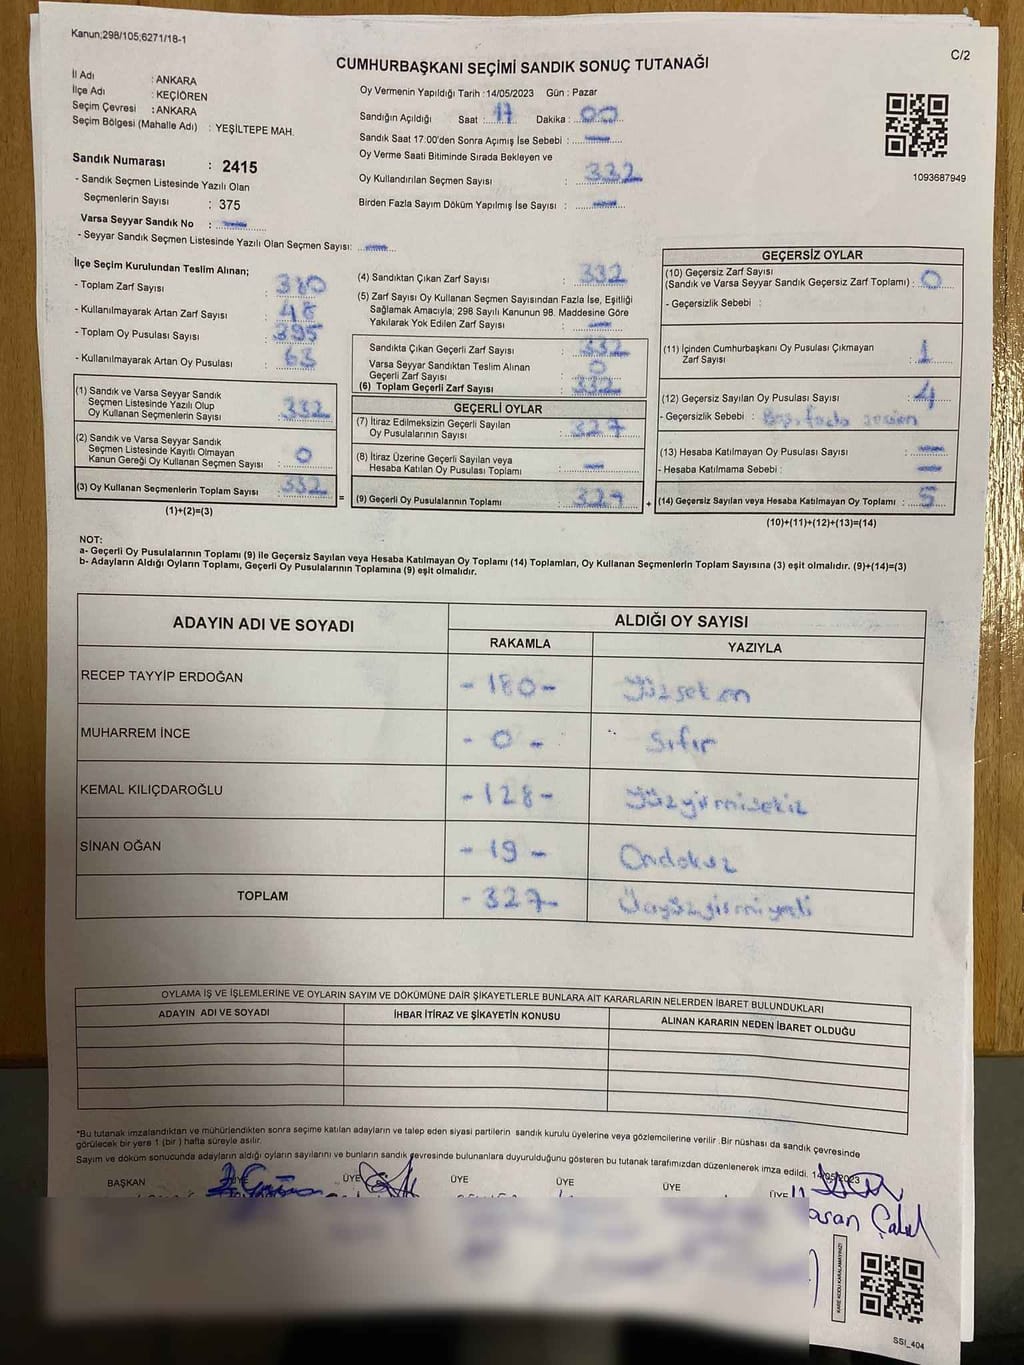 Kanun;298/105;6271/18-1
C/2
CUMHURBAŞKANI SEÇİMİ SANDIK SONUÇ TUTANAĞI
İl Adı : ANKARA
İlçe Adı : KEÇİÖREN
Seçim Çevresi : ANKARA
Seçim Bölgesi (Mahalle Adı) : YEŞİLTEPE MAH.
Sandık Numarası : 2415
- Sandık Seçmen Listesinde Yazılı Olan
Seçmenlerin Sayısı : 375
Varsa Seyyar Sandık No :
- Seyyar Sandık Seçmen Listesinde Yazılı Olan Seçmen Sayısı:
Oy Vermenin Yapıldığı Tarih :14/05/2023 Gün : Pazar
Sandığın Açıldığı Saat : 17 Dakika : 00
Sandık Saat 17.00'den Sonra Açımış İse Sebebi :
Oy Verme Saati Bitiminde Sırada Bekleyen ve
Oy Kullandırılan Seçmen Sayısı : 332
Birden Fazla Sayım Döküm Yapılmış İse Sayısı :
1093687949
İlçe Seçim Kurulundan Teslim Alınan;
- Toplam Zarf Sayısı : 380
- Kullanılmayarak Artan Zarf Sayısı : 48
- Toplam Oy Pusulası Sayısı : 395
- Kullanılmayarak Artan Oy Pusulası : 63
(1) Sandık ve Varsa Seyyar Sandık
Seçmen Listesinde Yazılı Olup
Oy Kullanan Seçmenlerin Sayısı : 332
(2) Sandık ve Varsa Seyyar Sandık
Seçmen Listesinde Kayıtlı Olmayan
Kanun Gereği Oy Kullanan Seçmen Sayısı : 0
(3) Oy Kullanan Seçmenlerin Toplam Sayısı : 332
(1)+(2)=(3)
=
(4) Sandıktan Çıkan Zarf Sayısı : 332
(5) Zarf Sayısı Oy Kullanan Seçmen Sayısından Fazla İse, Eşitliği
Sağlamak Amacıyla; 298 Sayılı Kanunun 98. Maddesine Göre
Yakılarak Yok Edilen Zarf Sayısı :
Sandıkta Çıkan Geçerli Zarf Sayısı : 332
Varsa Seyyar Sandıktan Teslim Alınan
Geçerli Zarf Sayısı : 0
(6) Toplam Geçerli Zarf Sayısı : 332
GEÇERLİ OYLAR
(7) İtiraz Edilmeksizin Geçerli Sayılan
Oy Pusulalarının Sayısı : 327
(8) İtiraz Üzerine Geçerli Sayılan veya
Hesaba Katılan Oy Pusulası Toplamı :
(9) Geçerli Oy Pusulalarının Toplamı : 327
+
GEÇERSİZ OYLAR
(10) Geçersiz Zarf Sayısı
(Sandık ve Varsa Seyyar Sandık Geçersiz Zarf Toplamı) : 0
- Geçersizlik Sebebi :
(11) İçinden Cumhurbaşkanı Oy Pusulası Çıkmayan
Zarf Sayısı : 1
(12) Geçersiz Sayılan Oy Pusulası Sayısı : 4
- Geçersizlik Sebebi :
(13) Hesaba Katılmayan Oy Pusulası Sayısı :
- Hesaba Katılmama Sebebi :
(14) Geçersiz Sayılan veya Hesaba Katılmayan Oy Toplamı : 5
(10)+(11)+(12)+(13)=(14)
NOT:
a- Geçerli Oy Pusulalarının Toplamı (9) ile Geçersiz Sayılan veya Hesaba Katılmayan Oy Toplamı (14) Toplamları, Oy Kullanan Seçmenlerin Toplam Sayısına (3) eşit olmalıdır. (9)+(14)=(3)
b- Adayların Aldığı Oyların Toplamı, Geçerli Oy Pusulalarının Toplamına (9) eşit olmalıdır.
ADAYIN ADI VE SOYADI
ALDIĞI OY SAYISI
RAKAMLA YAZIYLA
RECEP TAYYİP ERDOĞAN - 180 - Yüzseksen
MUHARREM İNCE - 0 - Sıfır
KEMAL KILIÇDAROĞLU - 128 - Yüzyirmisekiz
SİNAN OĞAN - 19 - Ondokuz
TOPLAM - 327 - Üçyüzyirmiyedi
OYLAMA İŞ VE İŞLEMLERİNE VE OYLARIN SAYIM VE DÖKÜMÜNE DAİR ŞİKAYETLERLE BUNLARA AİT KARARLARIN NELERDEN İBARET BULUNDUKLARI
ADAYIN ADI VE SOYADI İHBAR İTİRAZ VE ŞİKAYETİN KONUSU ALINAN KARARIN NEDEN İBARET OLDUĞU
*Bu tutanak imzalandıktan ve mühürlendikten sonra seçime katılan adayların ve talep eden siyasi partilerin sandık kurulu üyelerine veya gözlemcilerine verilir .Bir nüshası da sandık çevresinde
görülecek bir yere 1 (bir ) hafta süreyle asılır.
Sayım ve döküm sonucunda adayların aldığı oyların sayılarını ve bunların sandık çevresinde bulunanlara duyurulduğunu gösteren bu tutanak tarafımızdan düzenlenerek imza edildi. 14/05/2023
BAŞKAN ÜYE ÜYE ÜYE ÜYE ÜYE ÜYE
KARE KODU KARALAMAYINIZ!
SSİ_404